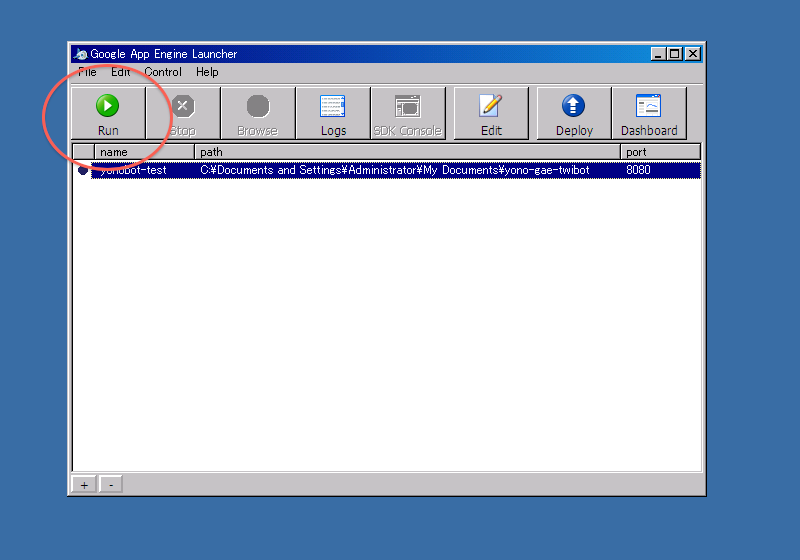 Google App Engine Launcher
File Edit Control Help
Run Stop Browse Logs SDK Console Edit Deploy Dashboard
name path port
yonobot-test C:¥Documents and Settings¥Administrator¥My Documents¥yono-gae-twibot 8080
+ -